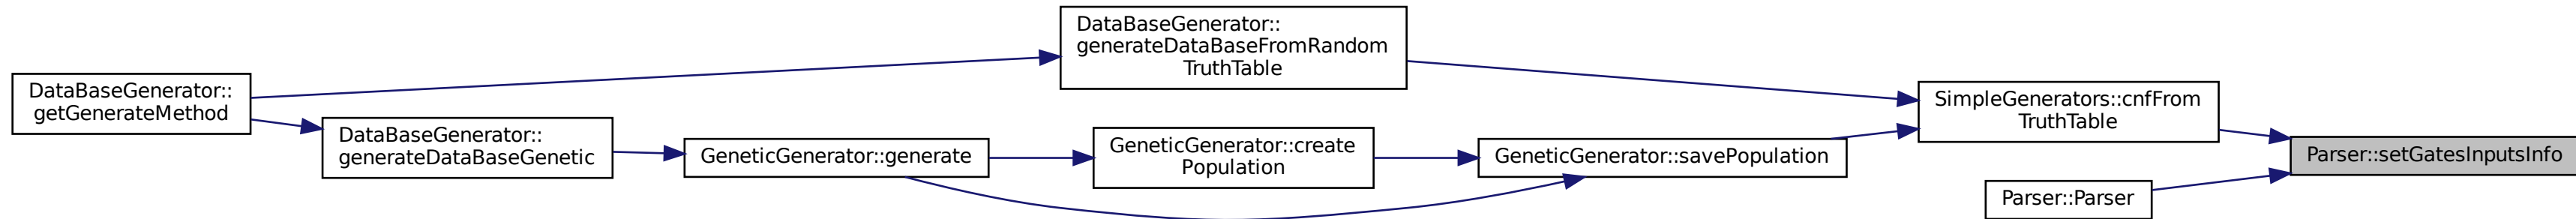 DataBaseGenerator::
getGenerateMethod
DataBaseGenerator::
generateDataBaseFromRandom
TruthTable
DataBaseGenerator::
generateDataBaseGenetic
GeneticGenerator::generate
GeneticGenerator::create
Population
GeneticGenerator::savePopulation
SimpleGenerators::cnfFrom
TruthTable
Parser::Parser
Parser::setGatesInputsInfo